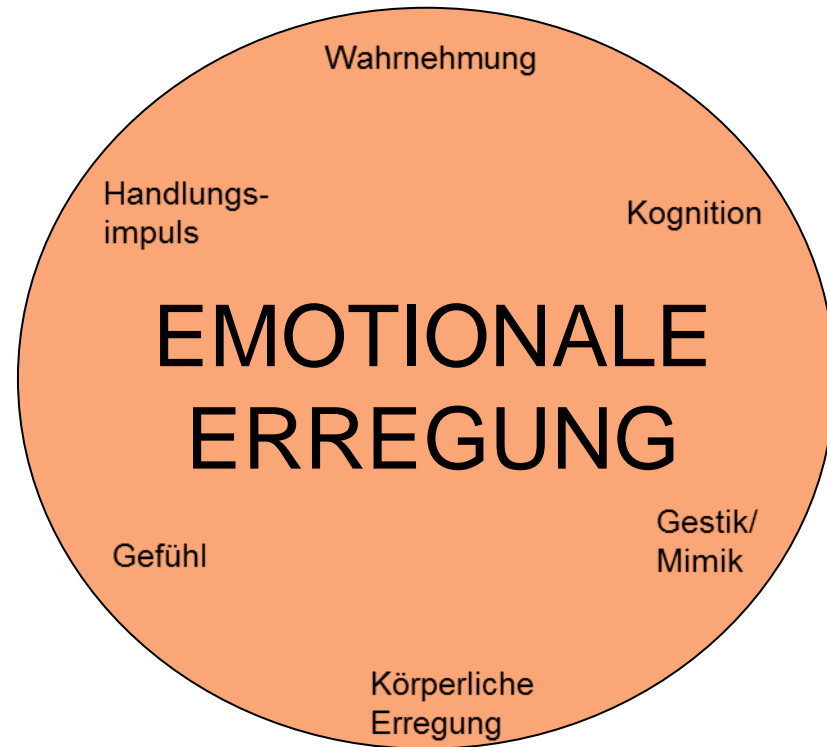 Wahrnehmung
Handlungs-
impuls
Kognition
EMOTIONALE
ERREGUNG
Gestik/
Mimik
Gefühl
Körperliche
Erregung